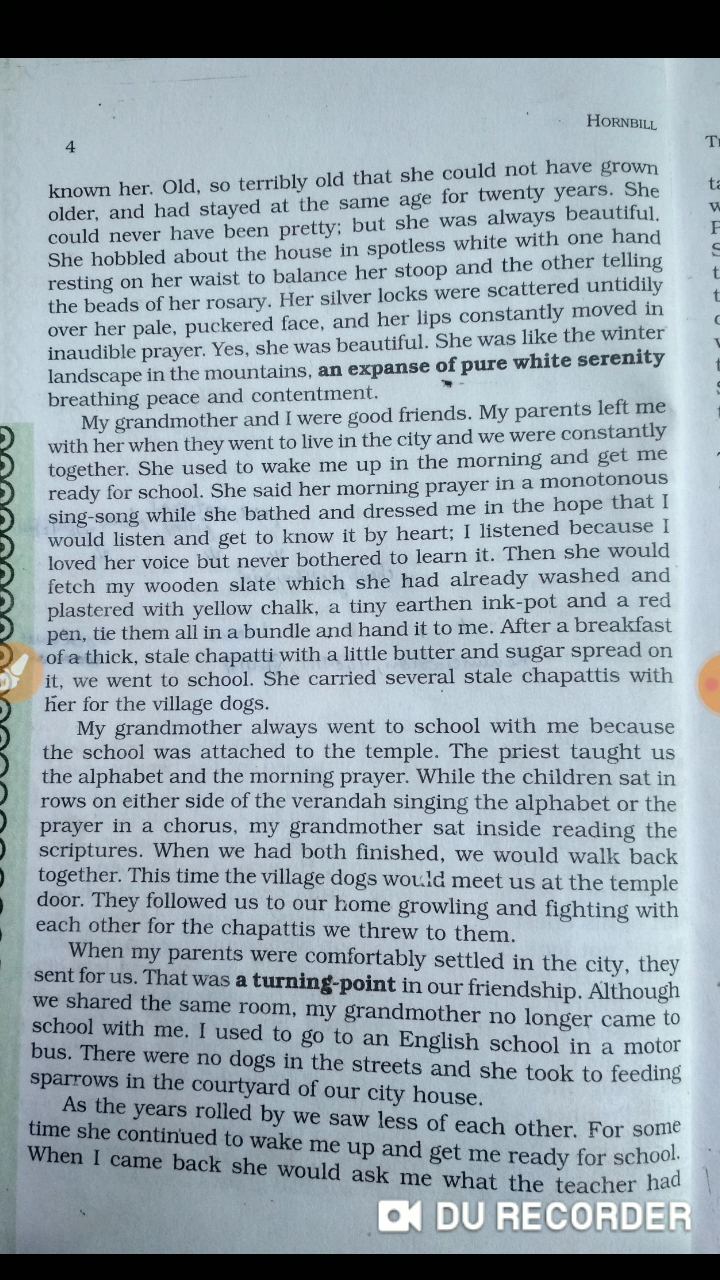 HORNBILL
4
known her. Old, so terribly old that she could not have grown
older, and had stayed at the same age for twenty years. She
could never have been pretty; but she was always beautiful.
She hobbled about the house in spotless white with one hand
resting on her waist to balance her stoop and the other telling
the beads of her rosary. Her silver locks were scattered untidily
over her pale, puckered face, and her lips constantly moved in
inaudible prayer. Yes, she was beautiful. She was like the winter
landscape in the mountains, an expanse of pure white serenity
breathing peace and contentment.
My grandmother and I were good friends. My parents left me
with her when they went to live in the city and we were constantly
together. She used to wake me up in the morning and get me
ready for school. She said her morning prayer in a monotonous
sing-song while she bathed and dressed me in the hope that I
would listen and get to know it by heart; I listened because I
loved her voice but never bothered to learn it. Then she would
fetch my wooden slate which she had already washed and
plastered with yellow chalk, a tiny earthen ink-pot and a red
pen, tie them all in a bundle and hand it to me. After a breakfast
of a thick, stale chapatti with a little butter and sugar spread on
it, we went to school. She carried several stale chapattis with
her for the village dogs.
My grandmother always went to school with me because
the school was attached to the temple. The priest taught us
the alphabet and the morning prayer. While the children sat in
rows on either side of the verandah singing the alphabet or the
prayer in a chorus, my grandmother sat inside reading the
scriptures. When we had both finished, we would walk back
together. This time the village dogs would meet us at the temple
door. They followed us to our home growling and fighting with
each other for the chapattis we threw to them.
When my parents were comfortably settled in the city, they
sent for us. That was a turning-point in our friendship. Although
we shared the same room, my grandmother no longer came to
school with me. I used to go to an English school in a motor
bus. There were no dogs in the streets and she took to feeding
sparrows in the courtyard of our city house.
As the years rolled by we saw less of each other. For some
time she continued to wake me up and get me ready for school.
When I came back she would ask me what the teacher had
DU RECORDER